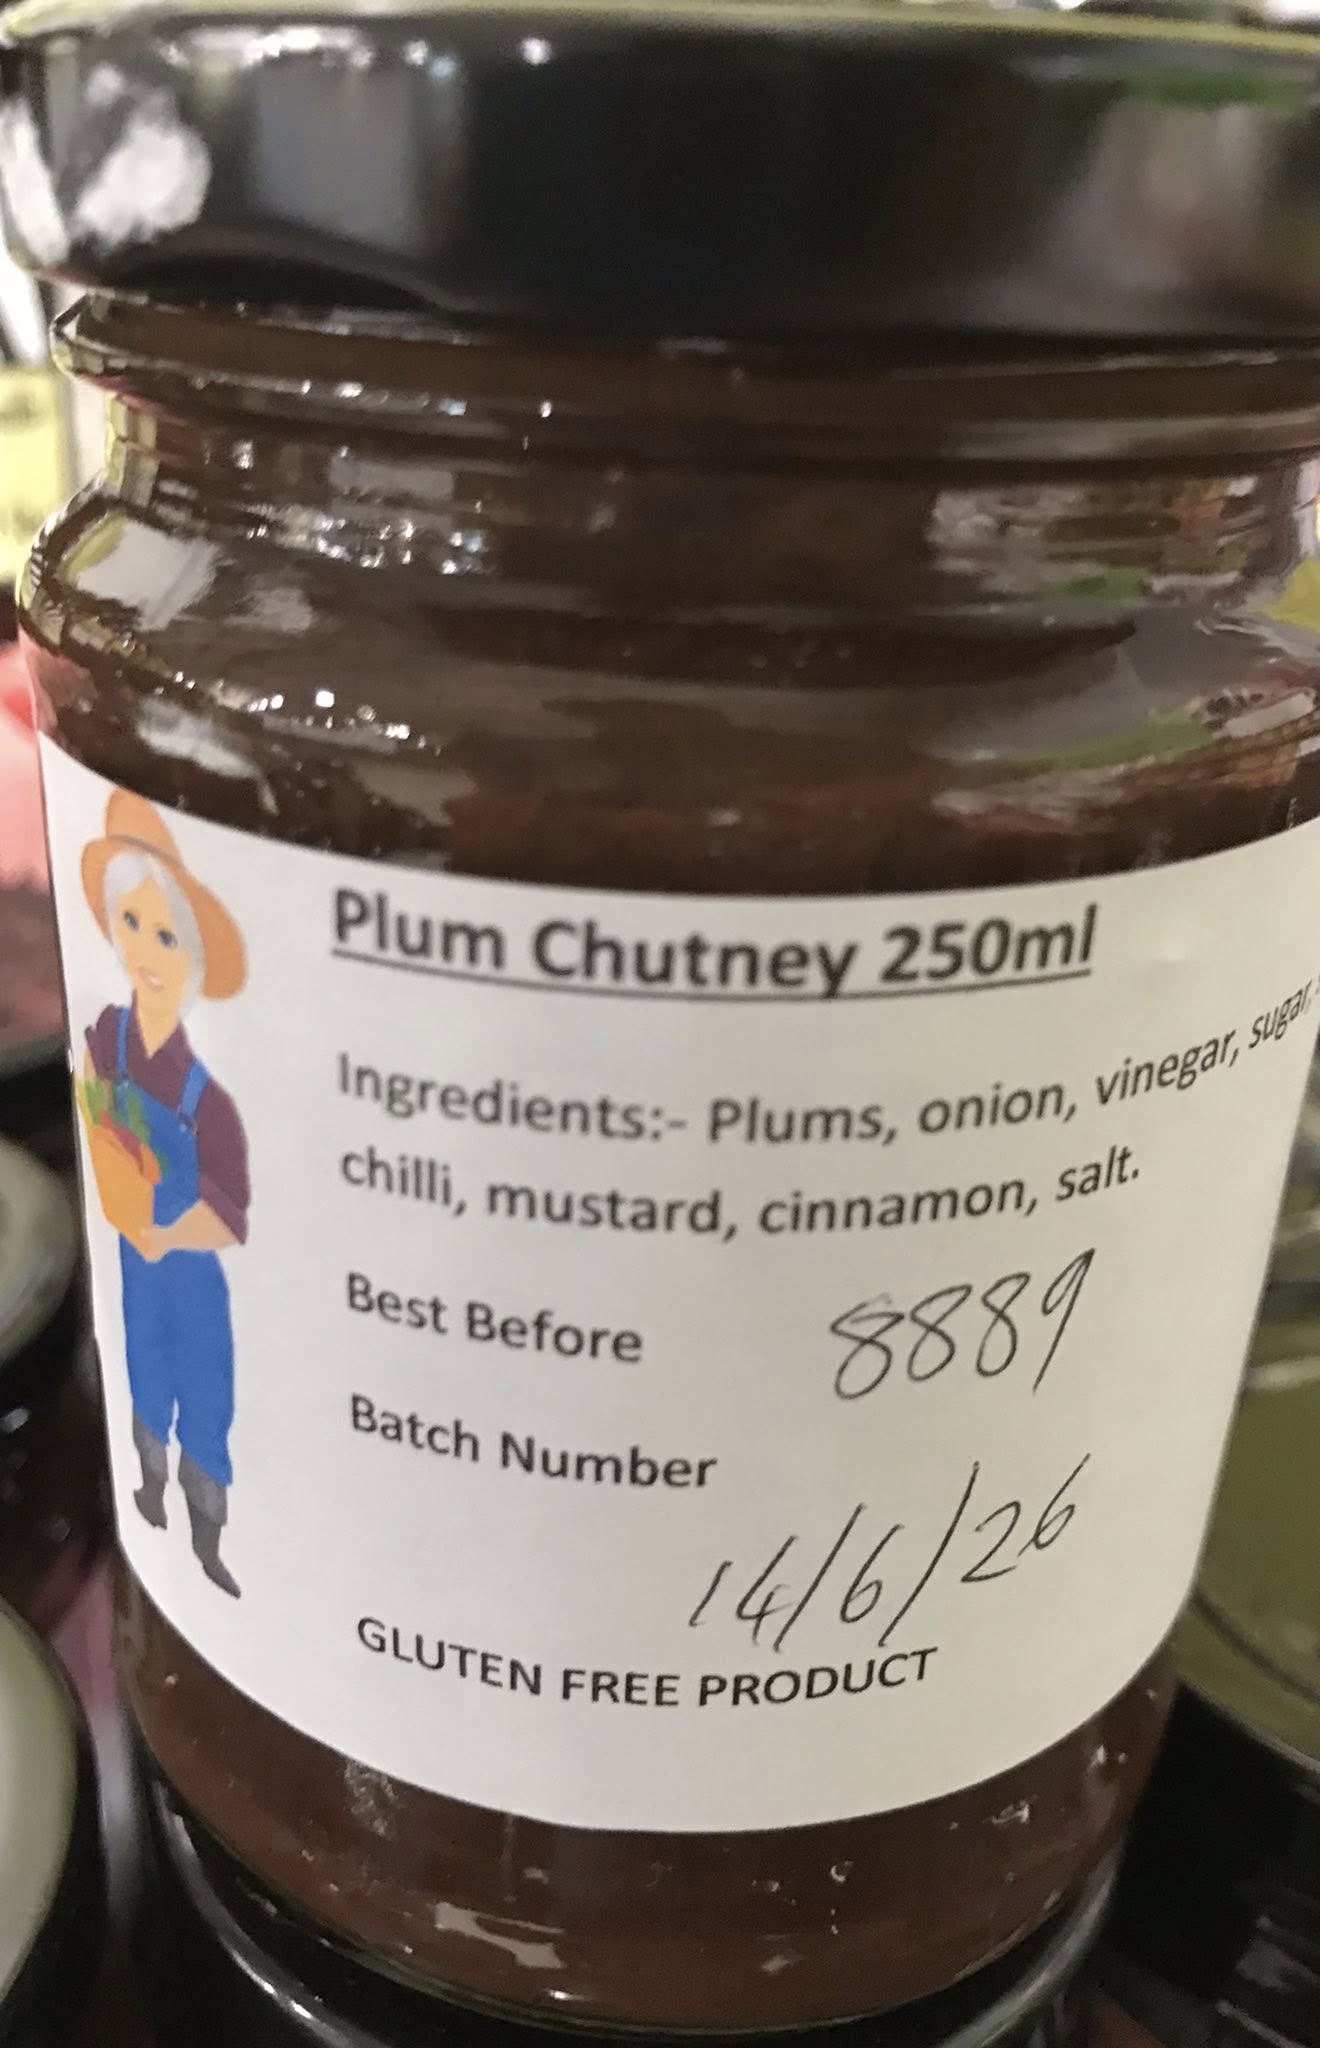 Plum Chutney 250ml
Ingredients:- Plums, onion, vinegar, sugar,
chilli, mustard, cinnamon, salt.
Best Before 8889
Batch Number
14/6/26
GLUTEN FREE PRODUCT